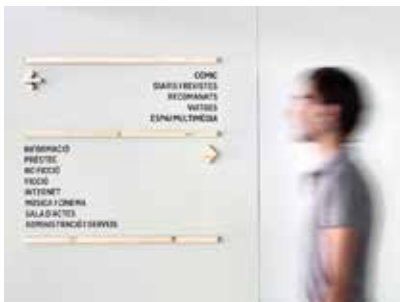 CÒMIC
DIARIS I REVISTES
RECOMANATS
VIATGES
ESPAI MULTIMÈDIA
INFORMACIÓ
PRÉSTEC
NO FICCIÓ
FICCIÓ
INTERNET
MÚSICA I CINEMA
SALA D'ACTES
ADMINISTRACIÓ I SERVEIS